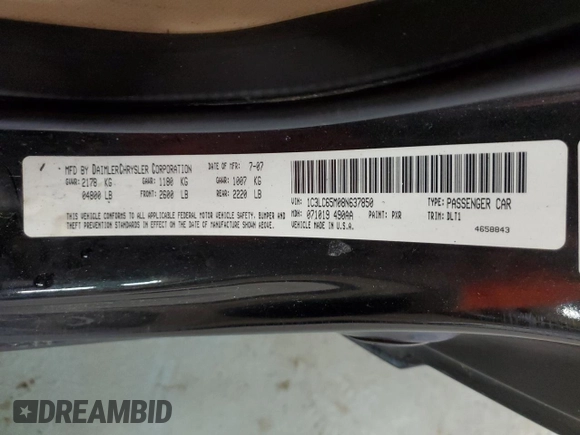 MFD BY DAIMLERCHRYSLER CORPORATION DATE OF MFR: 7-07
GVWR: 2178 KG GAWR: 1180 KG GAWR: 1007 KG
04800 LB FRONT: 2600 LB REAR: 2220 LB
THIS VEHICLE CONFORMS TO ALL APPLICABLE FEDERAL MOTOR VEHICLE SAFETY, BUMPER AND
THEFT PREVENTION STANDARDS IN EFFECT ON THE DATE OF MANUFACTURE SHOWN ABOVE.
VIN: 1C3LC65M08N637850 TYPE: PASSENGER CAR
MDH: 071019 490AA PAINT: PXR TRIM: DLT1
VEHICLE MADE IN U.S.A.
4658843
DREAMBID